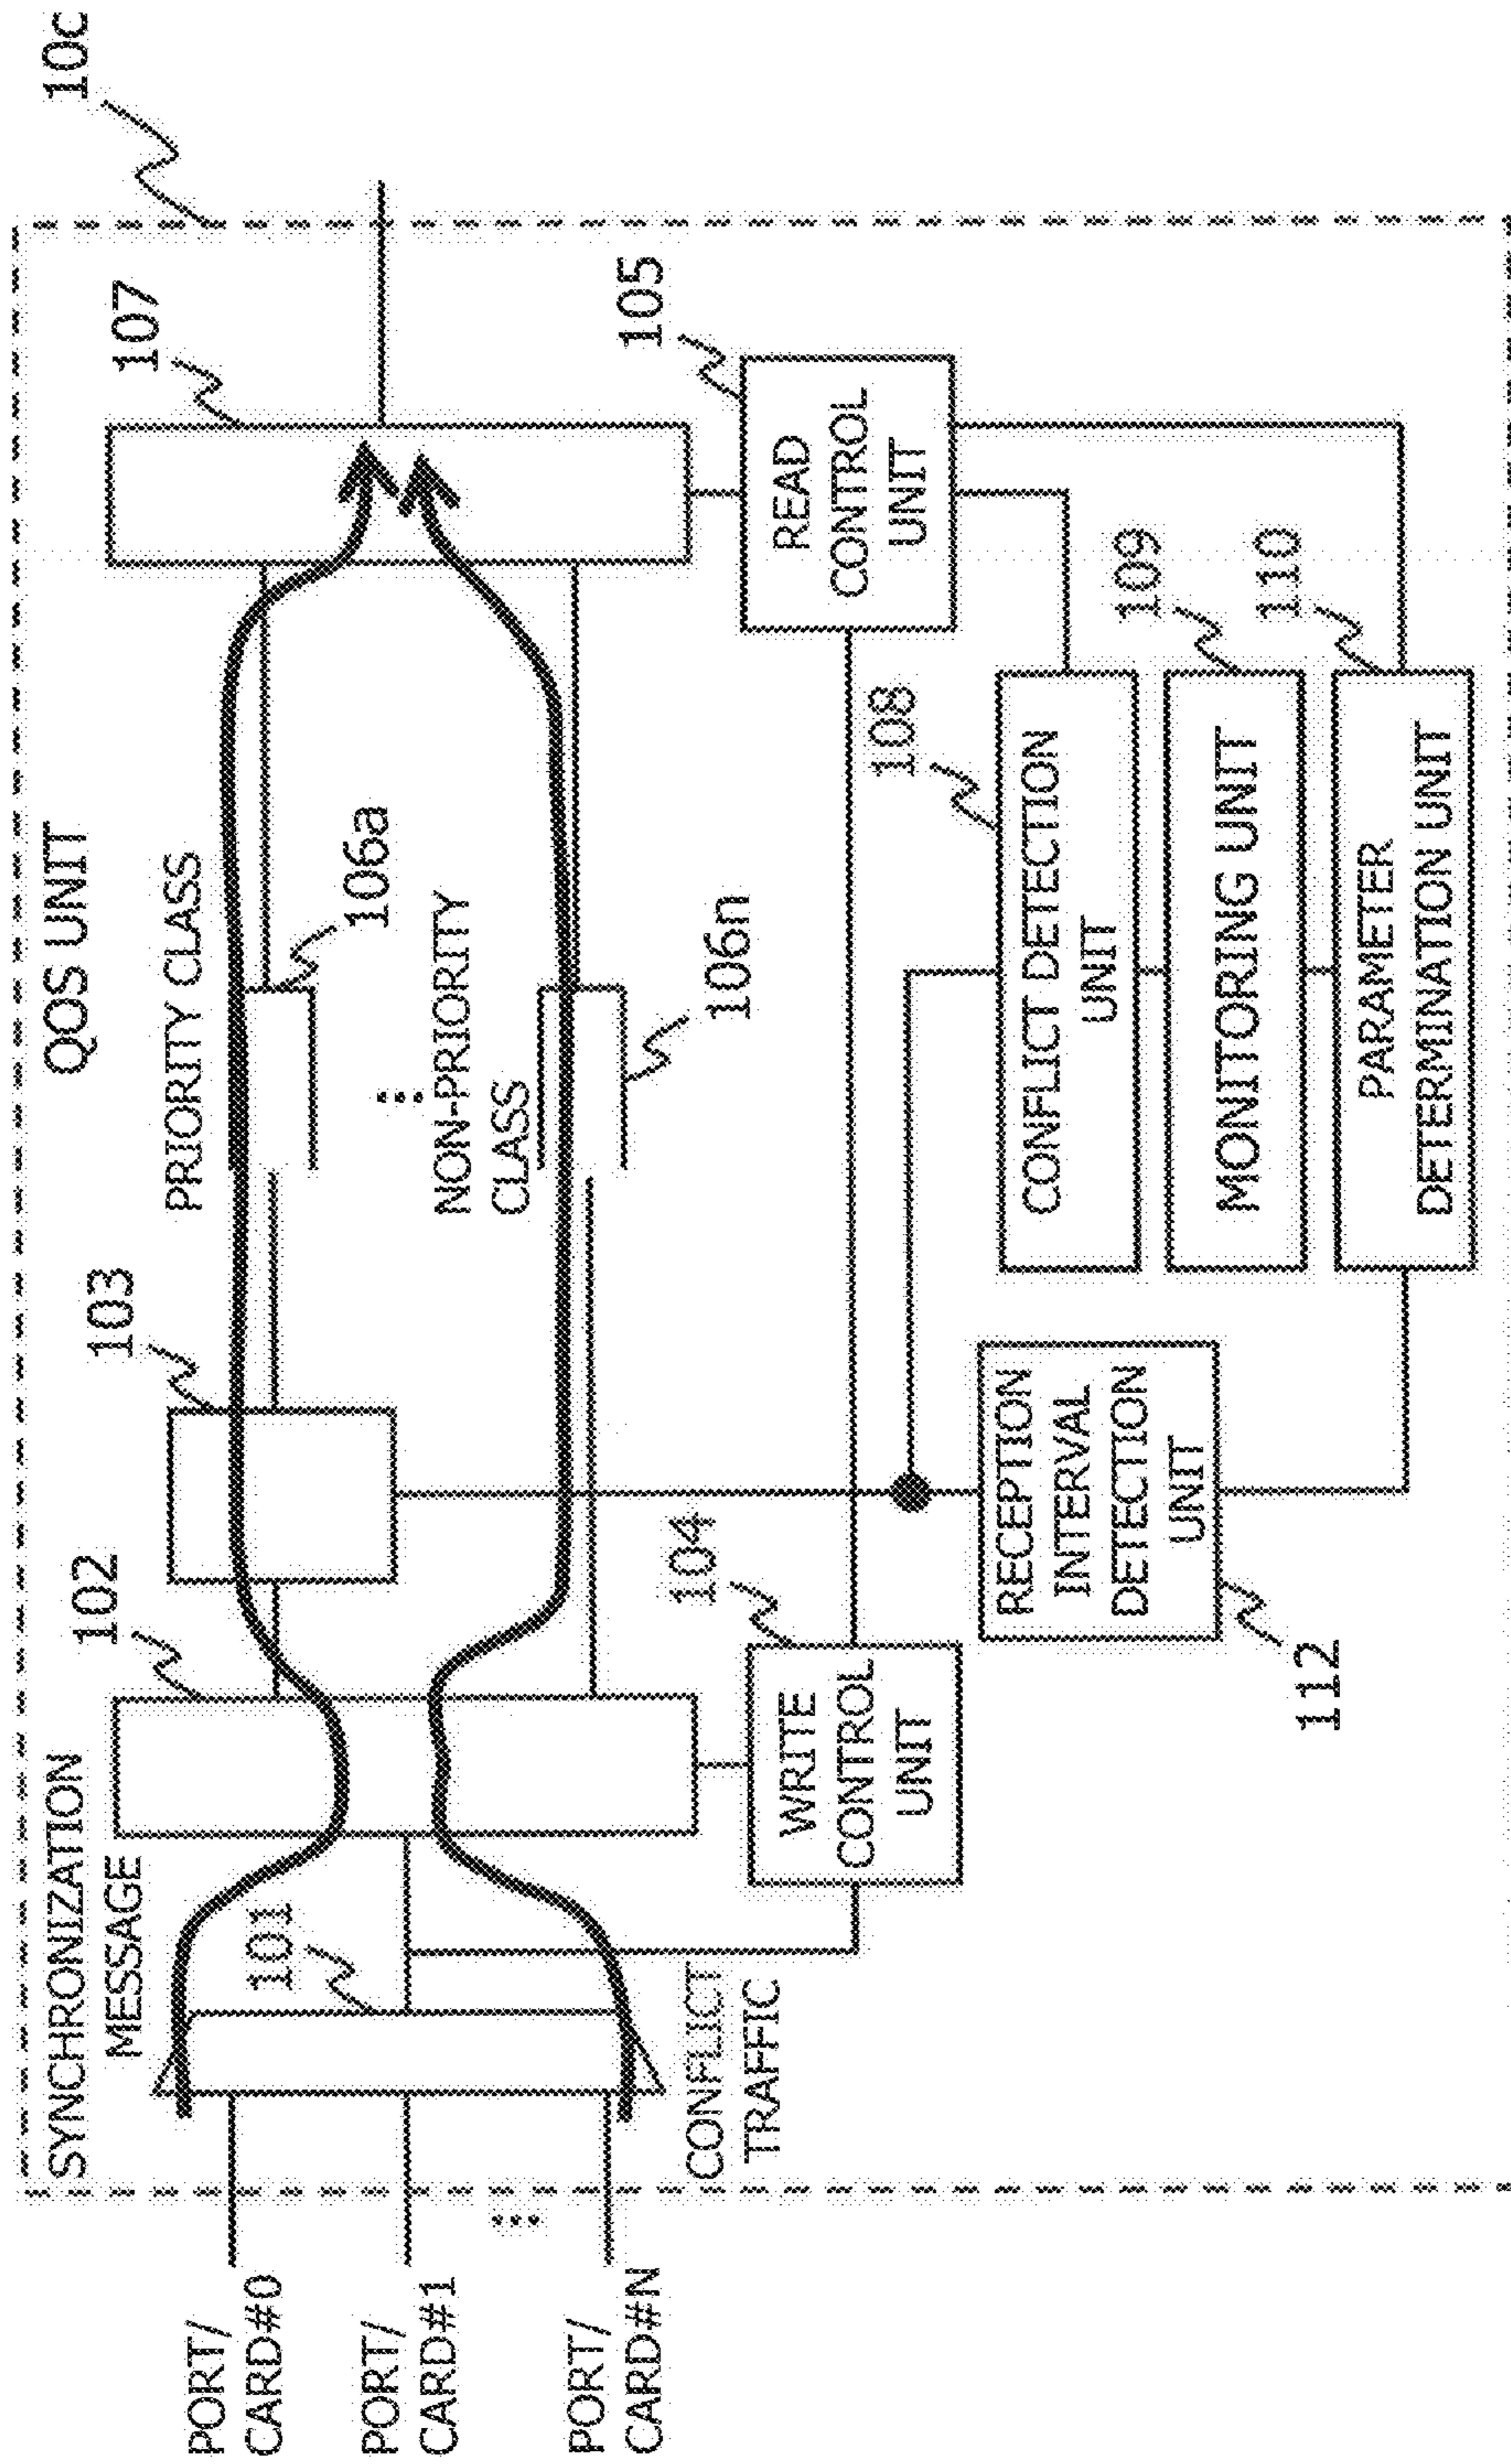 10c
QOS UNIT
SYNCHRONIZATION
MESSAGE
102
103
PRIORITY CLASS
107
106a
101
PORT/
CARD#0
PORT/
CARD#1
...
PORT/
CARD#N
...
NON-PRIORITY
CLASS
106n
CONFLICT
TRAFFIC
104
WRITE
CONTROL
UNIT
105
READ
CONTROL
UNIT
108
RECEPTION
INTERVAL
DETECTION
UNIT
112
CONFLICT DETECTION
UNIT
109
MONITORING UNIT
110
PARAMETER
DETERMINATION UNIT